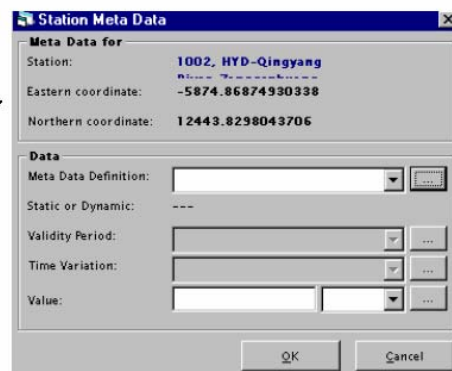 Station Meta Data
Meta Data for
Station: 1002, HYD-Qingyang
Eastern coordinate: -5874.86874930338
Northern coordinate: 12443.8298043706
Data
Meta Data Definition: ...
Static or Dynamic: ---
Validity Period: ...
Time Variation: ...
Value: ...
OK Cancel